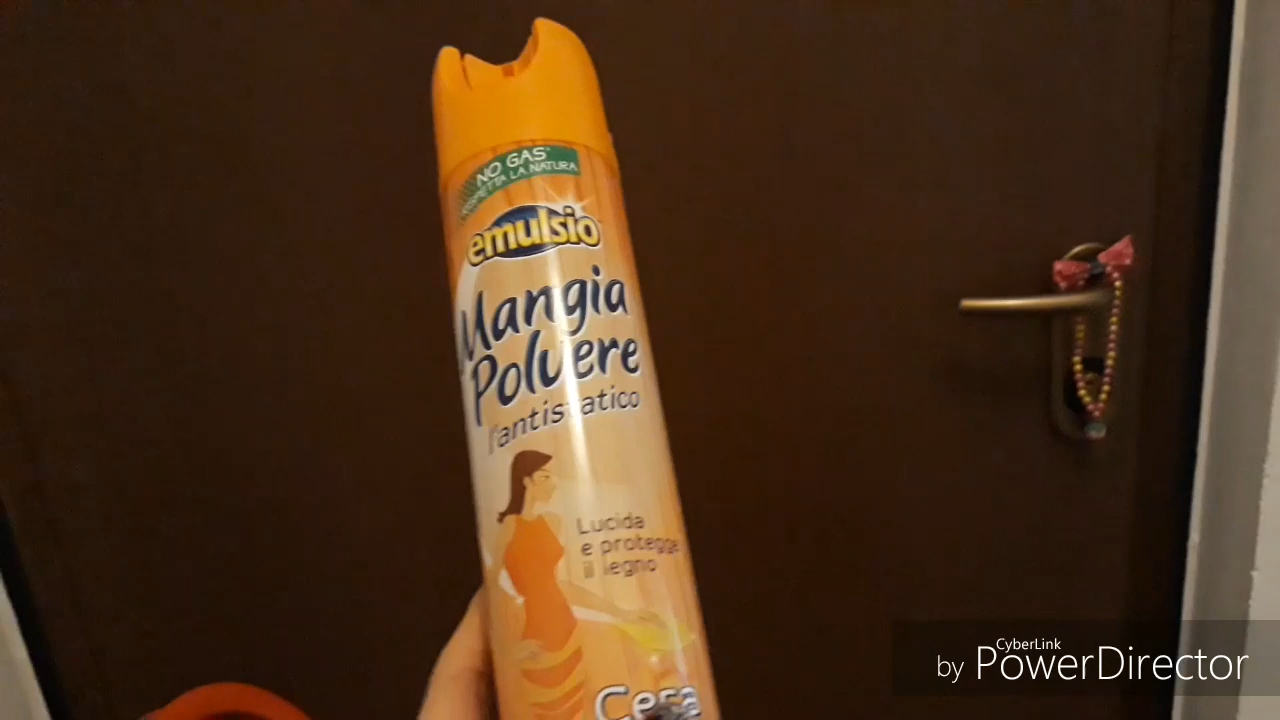 NO GAS
RISPETTA LA NATURA
emulsio
Mangia
Polvere
l'antistatico
Lucida
e protegge
il legno
Cera
CyberLink
by PowerDirector